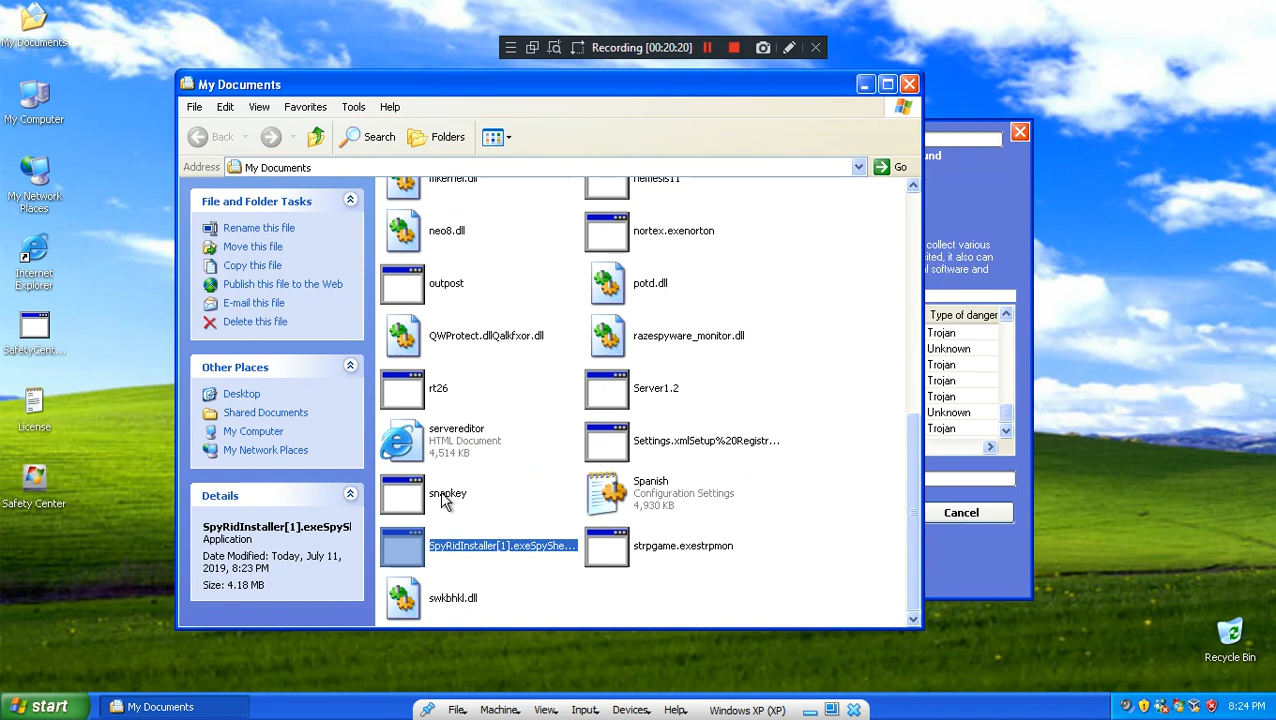 Recording [00:20:20]
My Documents
My Computer
My Network
Places
Internet
Explorer
SafetyCent...
License
Safety Center
Recycle Bin
My Documents
File Edit View Favorites Tools Help
Back Search Folders
Address My Documents Go
File and Folder Tasks
Rename this file
Move this file
Copy this file
Publish this file to the Web
E-mail this file
Delete this file
Other Places
Desktop
Shared Documents
My Computer
My Network Places
Details
SpyRidInstaller[1].exeSpyS
Application
Date Modified: Today, July 11,
2019, 8:23 PM
Size: 4.18 MB
neo8.dll
nortex.exenorton
outpost
potd.dll
QWProtect.dllQalkfxor.dll
razespyware_monitor.dll
rt26
Server1.2
servereditor
HTML Document
4,514 KB
Settings.xmlSetup%20Registr...
snapkey
Spanish
Configuration Settings
4,930 KB
SpyRidInstaller[1].exeSpyShe...
strpgame.exestrpmon
swkbhkl.dll
und
collect various
cited, it also can
al software and
Type of danger
Trojan
Unknown
Trojan
Trojan
Trojan
Unknown
Trojan
Cancel
start
My Documents
File Machine View Input Devices Help Windows XP (XP)
8:24 PM